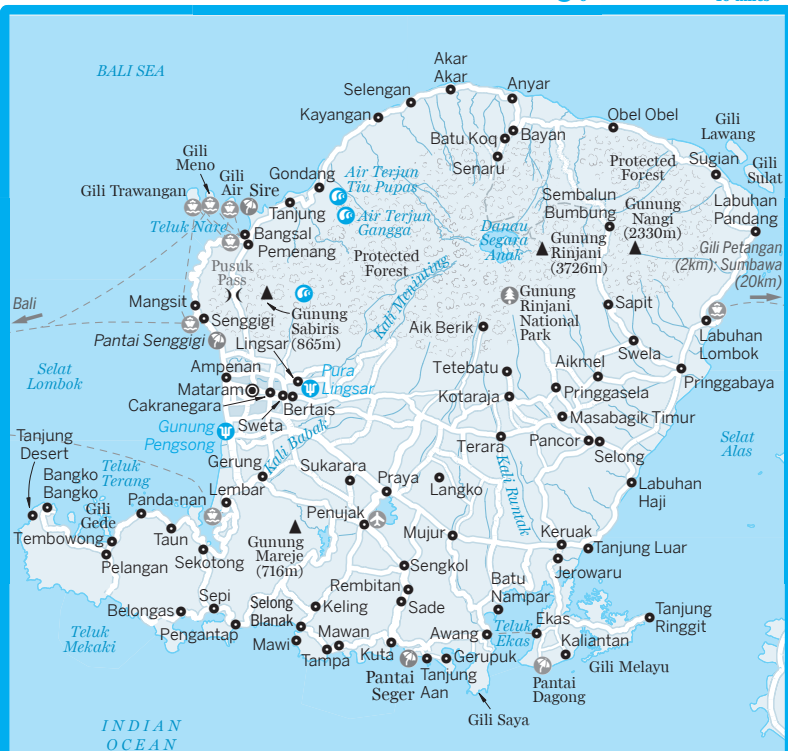 BALI SEA
Akar
Akar
Selengan
Anyar
Kayangan
Obel Obel
Gili
Lawang
Batu Koq
Bayan
Senaru
Gili
Meno
Gili
Air
Sire
Gili Trawangan
Gondang
Air Terjun
Tiu Pupas
Protected
Forest
Sugian
Gili
Sulat
Tanjung
Air Terjun
Gangga
Sembalun
Bumbung
Gunung
Nangi
(2330m)
Labuhan
Pandang
Teluk Nare
Bangsal
Pemenang
Danau
Segara
Anak
Gunung
Rinjani
(3726m)
Gili Petangan
(2km); Sumbawa
(20km)
Pusuk
Pass
Protected
Forest
Bali
Mangsit
Senggigi
Gunung
Sabiris
(865m)
Kali Meninting
Gunung
Rinjani
National
Park
Sapit
Pantai Senggigi
Lingsar
Aik Berik
Labuhan
Lombok
Swela
Selat
Lombok
Ampenan
Pura
Lingsar
Tetebatu
Aikmel
Pringgabaya
Mataram
Cakranegara
Bertais
Kotaraja
Pringgasela
Sweta
Gunung
Pengsong
Masabagik Timur
Kali Babak
Terara
Pancor
Selong
Selat
Alas
Tanjung
Desert
Teluk
Terang
Gerung
Sukarara
Praya
Langko
Kali Runtak
Labuhan
Haji
Bangko
Bangko
Gili
Gede
Panda-nan
Lembar
Penujak
Mujur
Keruak
Tembowong
Taun
Gunung
Mareje
(716m)
Tanjung Luar
Pelangan
Sekotong
Sengkol
Jerowaru
Rembitan
Batu
Nampar
Belongas
Sepi
Selong
Blanak
Keling
Sade
Tanjung
Ringgit
Teluk
Mekaki
Pengantap
Mawi
Mawan
Awang
Teluk
Ekas
Ekas
Kaliantan
Tampa
Kuta
Gerupuk
Gili Melayu
Pantai
Seger
Tanjung
Aan
Pantai
Dagong
Gili Saya
INDIAN
OCEAN